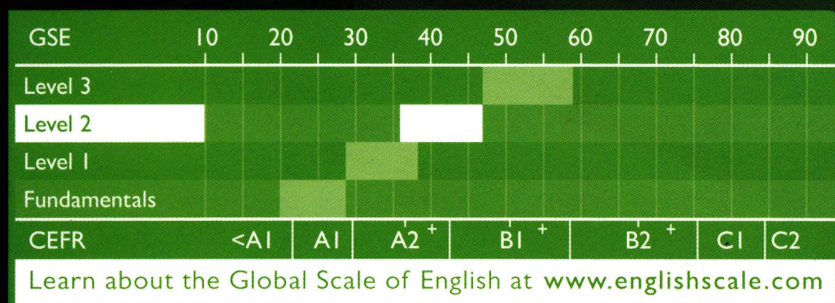 GSE 10 20 30 40 50 60 70 80 90
Level 3
Level 2
Level 1
Fundamentals
CEFR <A1 A1 A2 + B1 + B2 + C1 C2
Learn about the Global Scale of English at www.englishscale.com